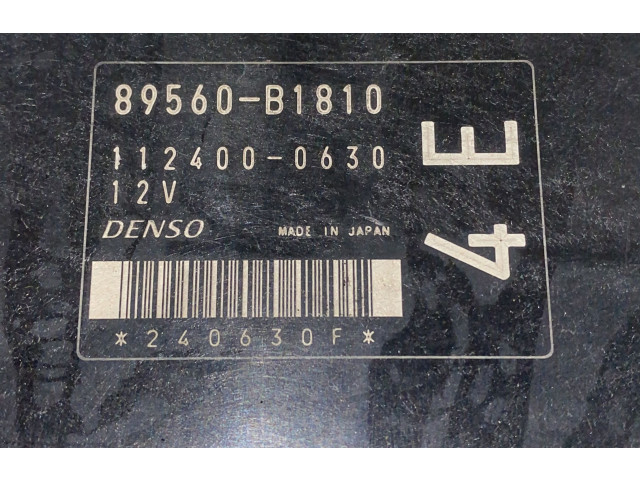 89560-B1810
112400-0630
12V
DENSO MADE IN JAPAN
*240630F*
4E